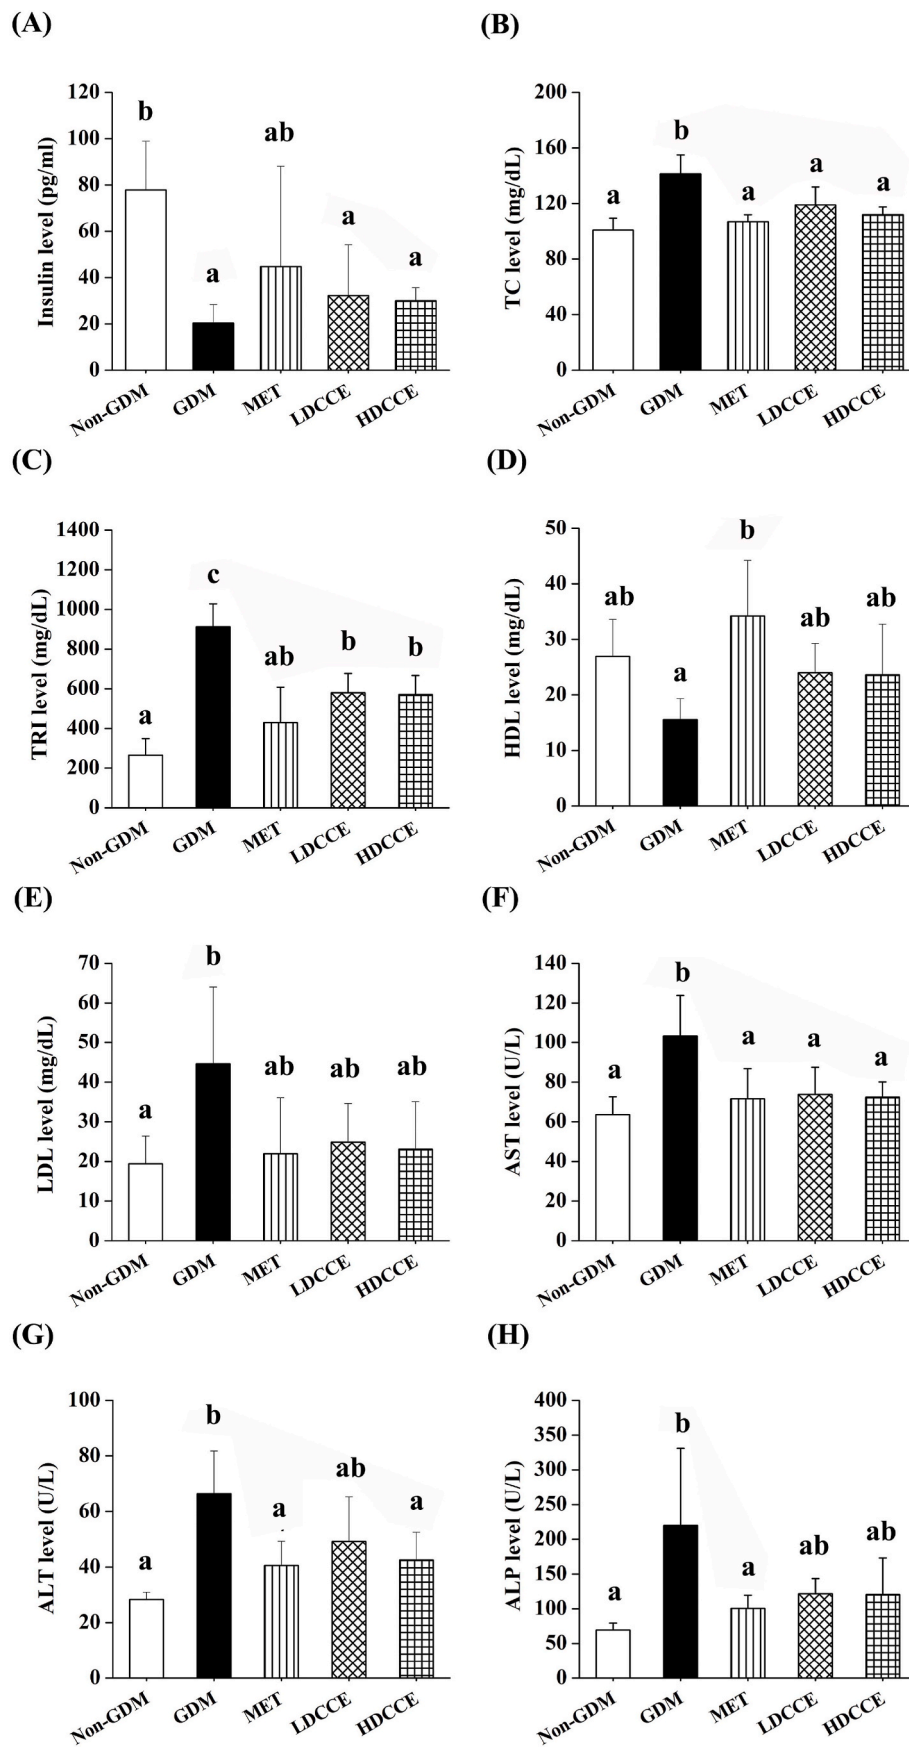 (A)
Insulin level (pg/ml)
120
100
80
60
40
20
0
b
a
ab
a
a
Non-GDM
GDM
MET
LDCCE
HDCCE
(B)
TC level (mg/dL)
200
160
120
80
40
0
a
b
a
a
a
Non-GDM
GDM
MET
LDCCE
HDCCE
(C)
TRI level (mg/dL)
1400
1200
1000
800
600
400
200
0
a
c
ab
b
b
Non-GDM
GDM
MET
LDCCE
HDCCE
(D)
HDL level (mg/dL)
50
40
30
20
10
0
ab
a
b
ab
ab
Non-GDM
GDM
MET
LDCCE
HDCCE
(E)
LDL level (mg/dL)
70
60
50
40
30
20
10
0
a
b
ab
ab
ab
Non-GDM
GDM
MET
LDCCE
HDCCE
(F)
AST level (U/L)
140
120
100
80
60
40
20
0
a
b
a
a
a
Non-GDM
GDM
MET
LDCCE
HDCCE
(G)
ALT level (U/L)
100
80
60
40
20
0
a
b
a
ab
a
Non-GDM
GDM
MET
LDCCE
HDCCE
(H)
ALP level (U/L)
400
350
300
250
200
150
100
50
0
a
b
a
ab
ab
Non-GDM
GDM
MET
LDCCE
HDCCE